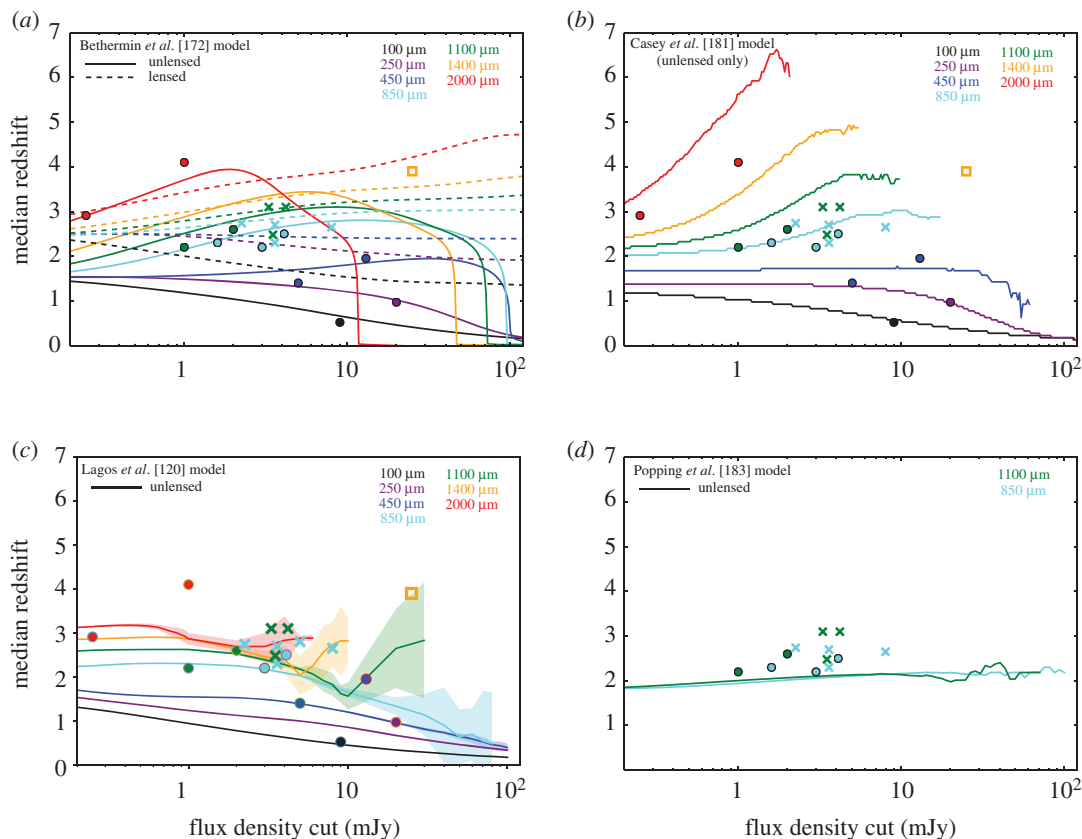 (a)
7
6
5
4
3
2
1
0
median redshift
Bethermin et al. [172] model
unlensed
lensed
100 µm
250 µm
450 µm
850 µm
1100 µm
1400 µm
2000 µm
1
10
10²
(b)
7
6
5
4
3
2
1
0
Casey et al. [181] model
(unlensed only)
100 µm
250 µm
450 µm
850 µm
1100 µm
1400 µm
2000 µm
1
10
10²
(c)
7
6
5
4
3
2
1
0
median redshift
Lagos et al. [120] model
unlensed
100 µm
250 µm
450 µm
850 µm
1100 µm
1400 µm
2000 µm
1
10
10²
flux density cut (mJy)
(d)
7
6
5
4
3
2
1
0
Popping et al. [183] model
unlensed
1100 µm
850 µm
1
10
10²
flux density cut (mJy)